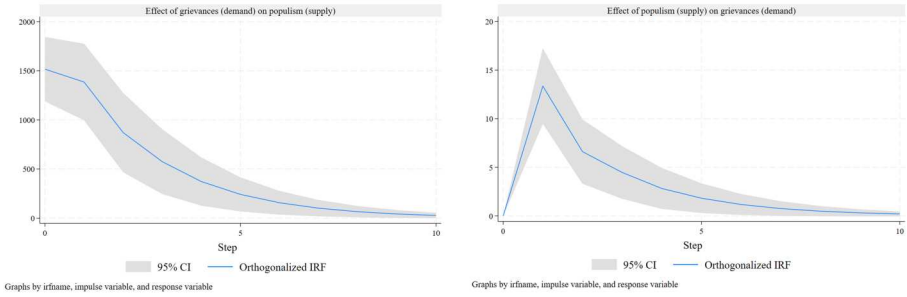 Effect of grievances (demand) on populism (supply)
2000
1500
1000
500
0
0
5
10
Step
95% CI
Orthogonalized IRF
Graphs by irfname, impulse variable, and response variable
Effect of populism (supply) on grievances (demand)
20
15
10
5
0
0
5
10
Step
95% CI
Orthogonalized IRF
Graphs by irfname, impulse variable, and response variable